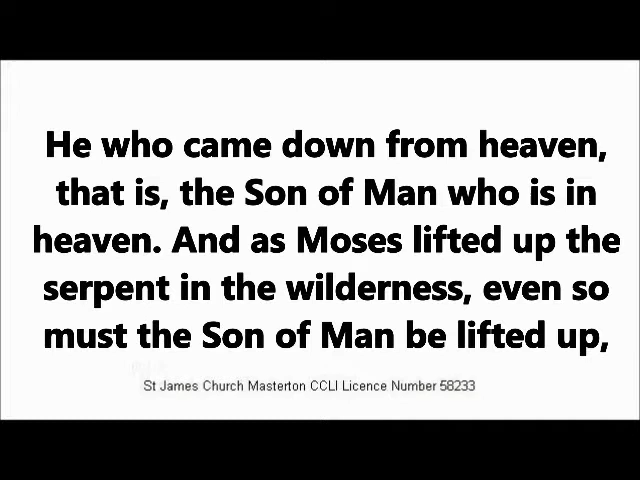 He who came down from heaven,
that is, the Son of Man who is in
heaven. And as Moses lifted up the
serpent in the wilderness, even so
must the Son of Man be lifted up,
St James Church Masterton CCLI Licence Number 58233